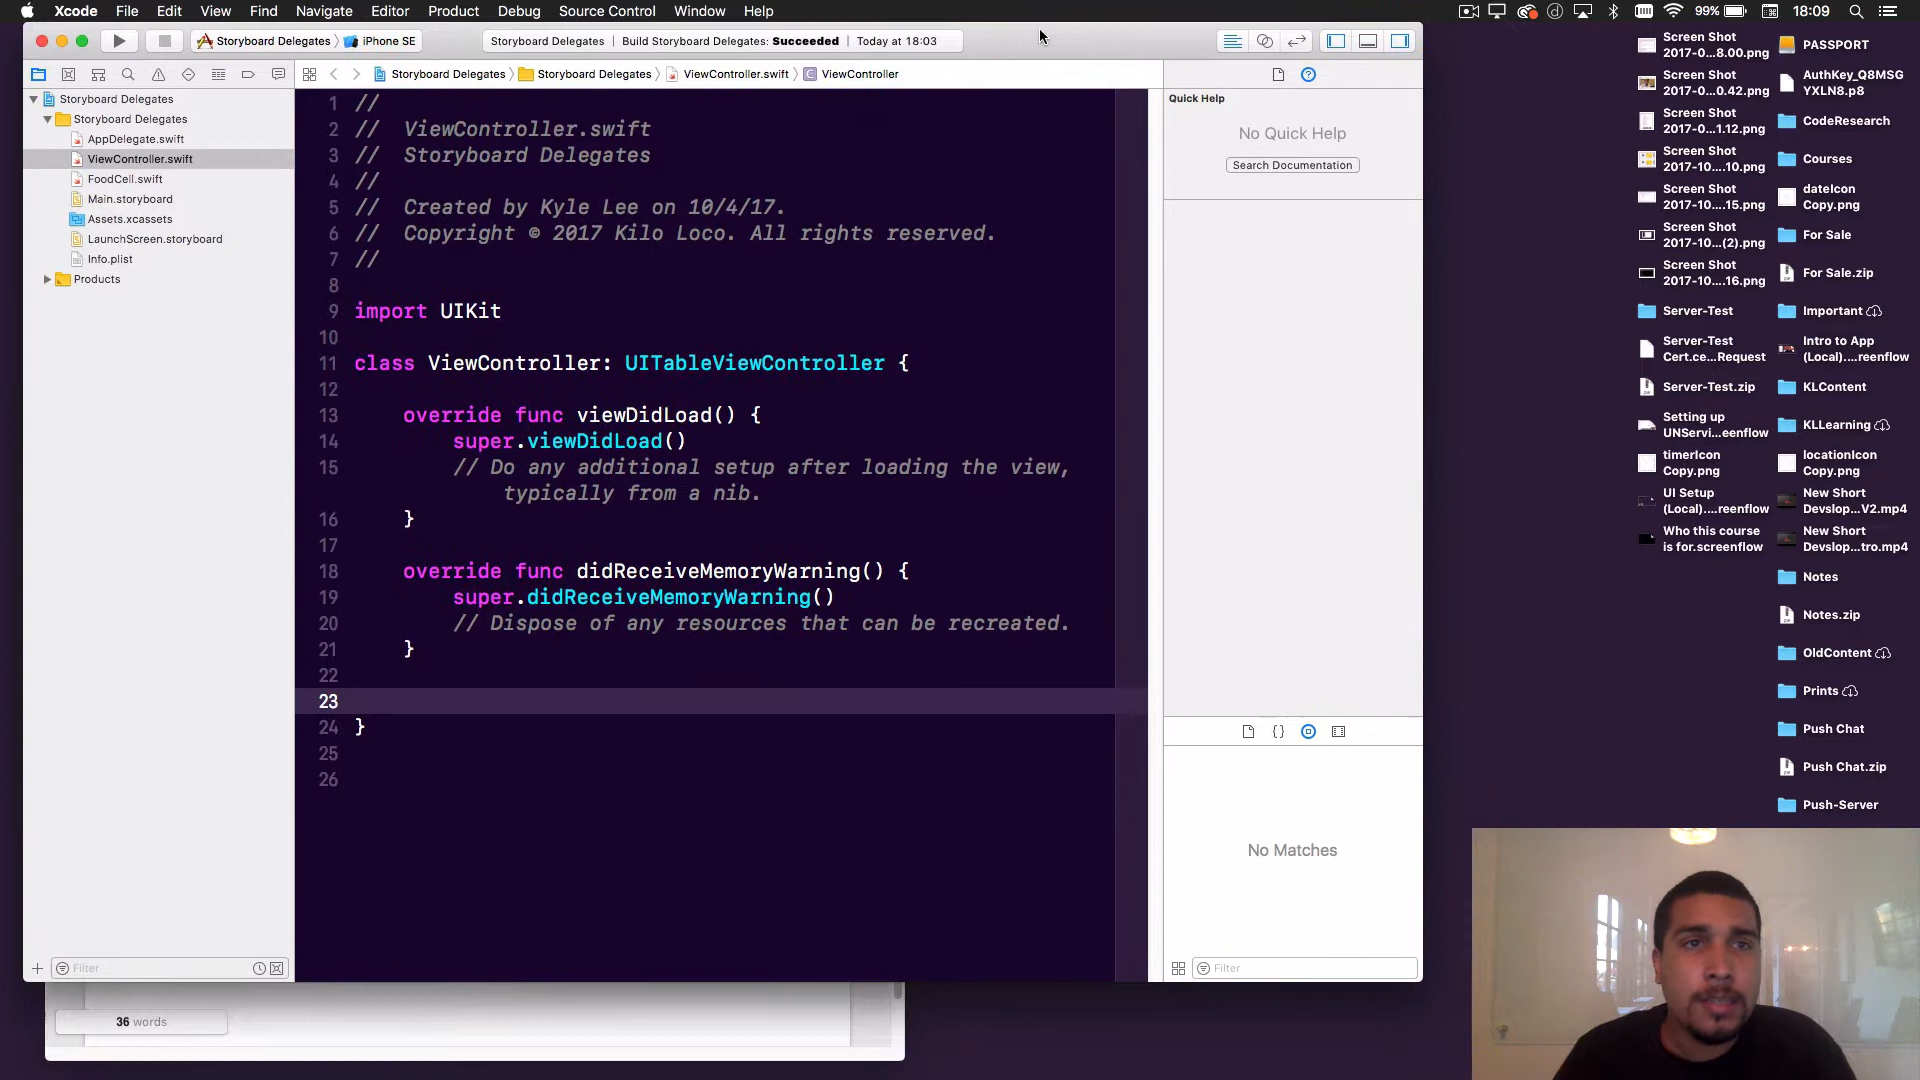 Xcode File Edit View Find Navigate Editor Product Debug Source Control Window Help
99% 18:09
Storyboard Delegates iPhone SE
Storyboard Delegates | Build Storyboard Delegates: Succeeded | Today at 18:03
Storyboard Delegates Storyboard Delegates ViewController.swift C ViewController
Storyboard Delegates
Storyboard Delegates
AppDelegate.swift
ViewController.swift
FoodCell.swift
Main.storyboard
Assets.xcassets
LaunchScreen.storyboard
Info.plist
Products
Filter
1 //
2 //  ViewController.swift
3 //  Storyboard Delegates
4 //
5 //  Created by Kyle Lee on 10/4/17.
6 //  Copyright © 2017 Kilo Loco. All rights reserved.
7 //
8
9 import UIKit
10
11 class ViewController: UITableViewController {
12
13     override func viewDidLoad() {
14         super.viewDidLoad()
15         // Do any additional setup after loading the view,
typically from a nib.
16     }
17
18     override func didReceiveMemoryWarning() {
19         super.didReceiveMemoryWarning()
20         // Dispose of any resources that can be recreated.
21     }
22
23
24 }
25
26
Quick Help
No Quick Help
Search Documentation
{}
No Matches
Filter
36 words
Screen Shot
2017-0...8.00.png
Screen Shot
2017-0...0.42.png
Screen Shot
2017-0...1.12.png
Screen Shot
2017-10....10.png
Screen Shot
2017-10....15.png
Screen Shot
2017-10...(2).png
Screen Shot
2017-10....16.png
Server-Test
Server-Test
Cert.ce...Request
Server-Test.zip
Setting up
UNServi...eenflow
timerIcon
Copy.png
UI Setup
(Local)....reenflow
Who this course
is for.screenflow
PASSPORT
AuthKey_Q8MSG
YXLN8.p8
CodeResearch
Courses
dateIcon
Copy.png
For Sale
For Sale.zip
Important
Intro to App
(Local)....reenflow
KLContent
KLLearning
locationIcon
Copy.png
New Short
Devslop...V2.mp4
New Short
Devslop...tro.mp4
Notes
Notes.zip
OldContent
Prints
Push Chat
Push Chat.zip
Push-Server